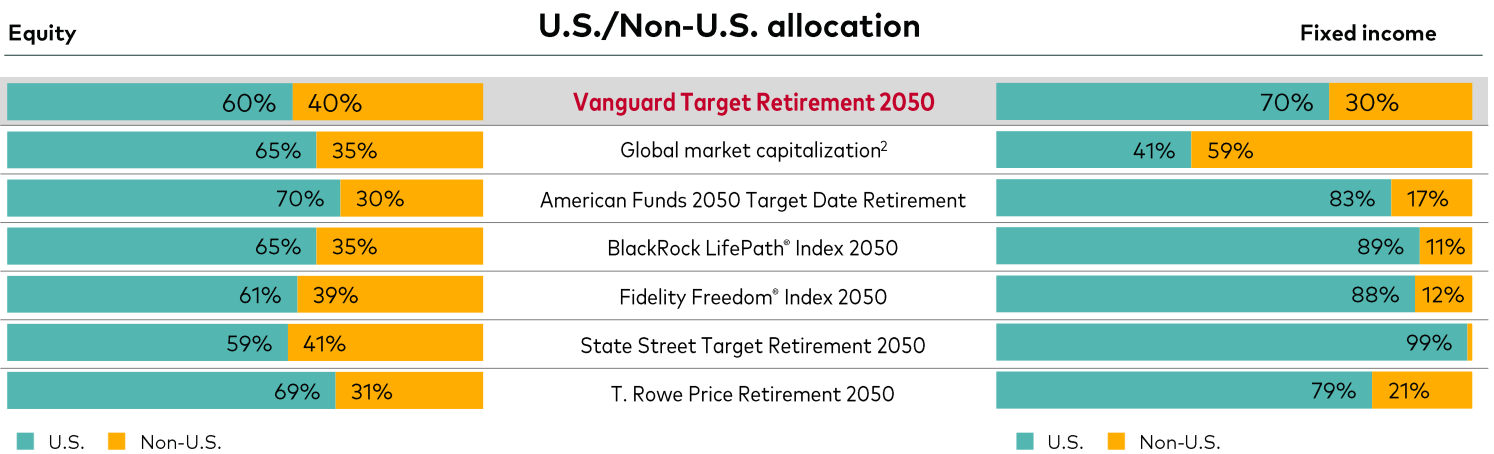 Equity U.S./Non-U.S. allocation Fixed income
60% 40% Vanguard Target Retirement 2050 70% 30%
65% 35% Global market capitalization² 41% 59%
70% 30% American Funds 2050 Target Date Retirement 83% 17%
65% 35% BlackRock LifePath® Index 2050 89% 11%
61% 39% Fidelity Freedom® Index 2050 88% 12%
59% 41% State Street Target Retirement 2050 99%
69% 31% T. Rowe Price Retirement 2050 79% 21%
U.S. Non-U.S. U.S. Non-U.S.